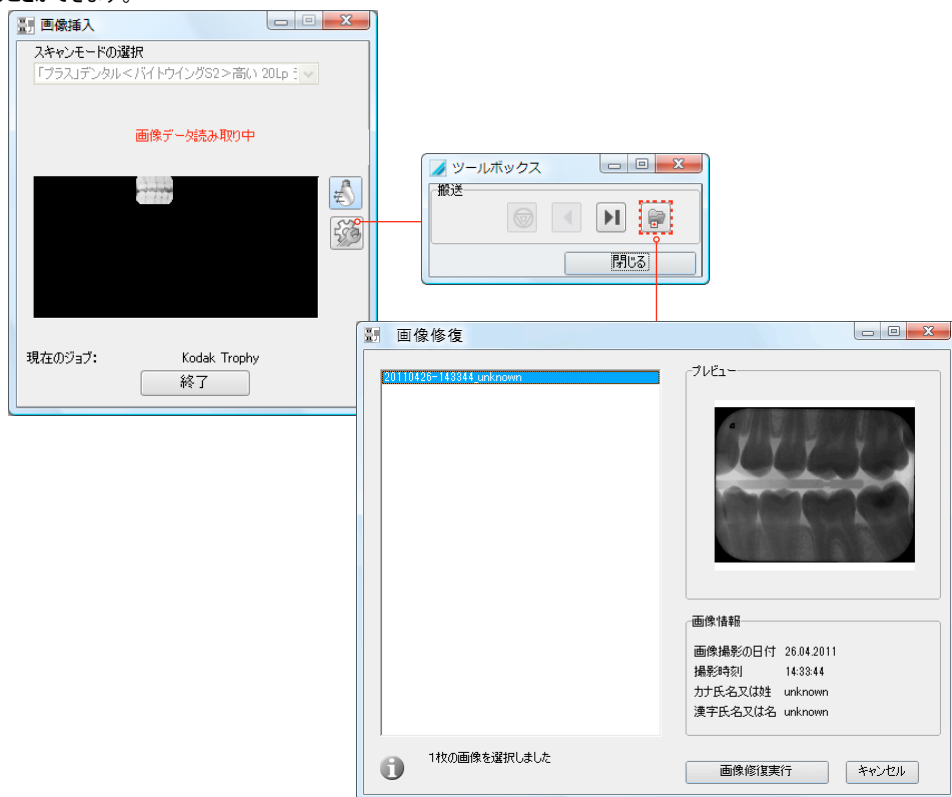 ことができます。
画像挿入
スキャンモードの選択
「プラス」デンタル<バイトウイングS2>高い 20Lp
画像データ読み取り中
現在のジョブ: Kodak Trophy
終了
ツールボックス
搬送
閉じる
画像修復
20110426-143344_unknown
プレビュー
画像情報
画像撮影の日付 26.04.2011
撮影時刻 14:33:44
カナ氏名又は姓 unknown
漢字氏名又は名 unknown
1枚の画像を選択しました
画像修復実行
キャンセル